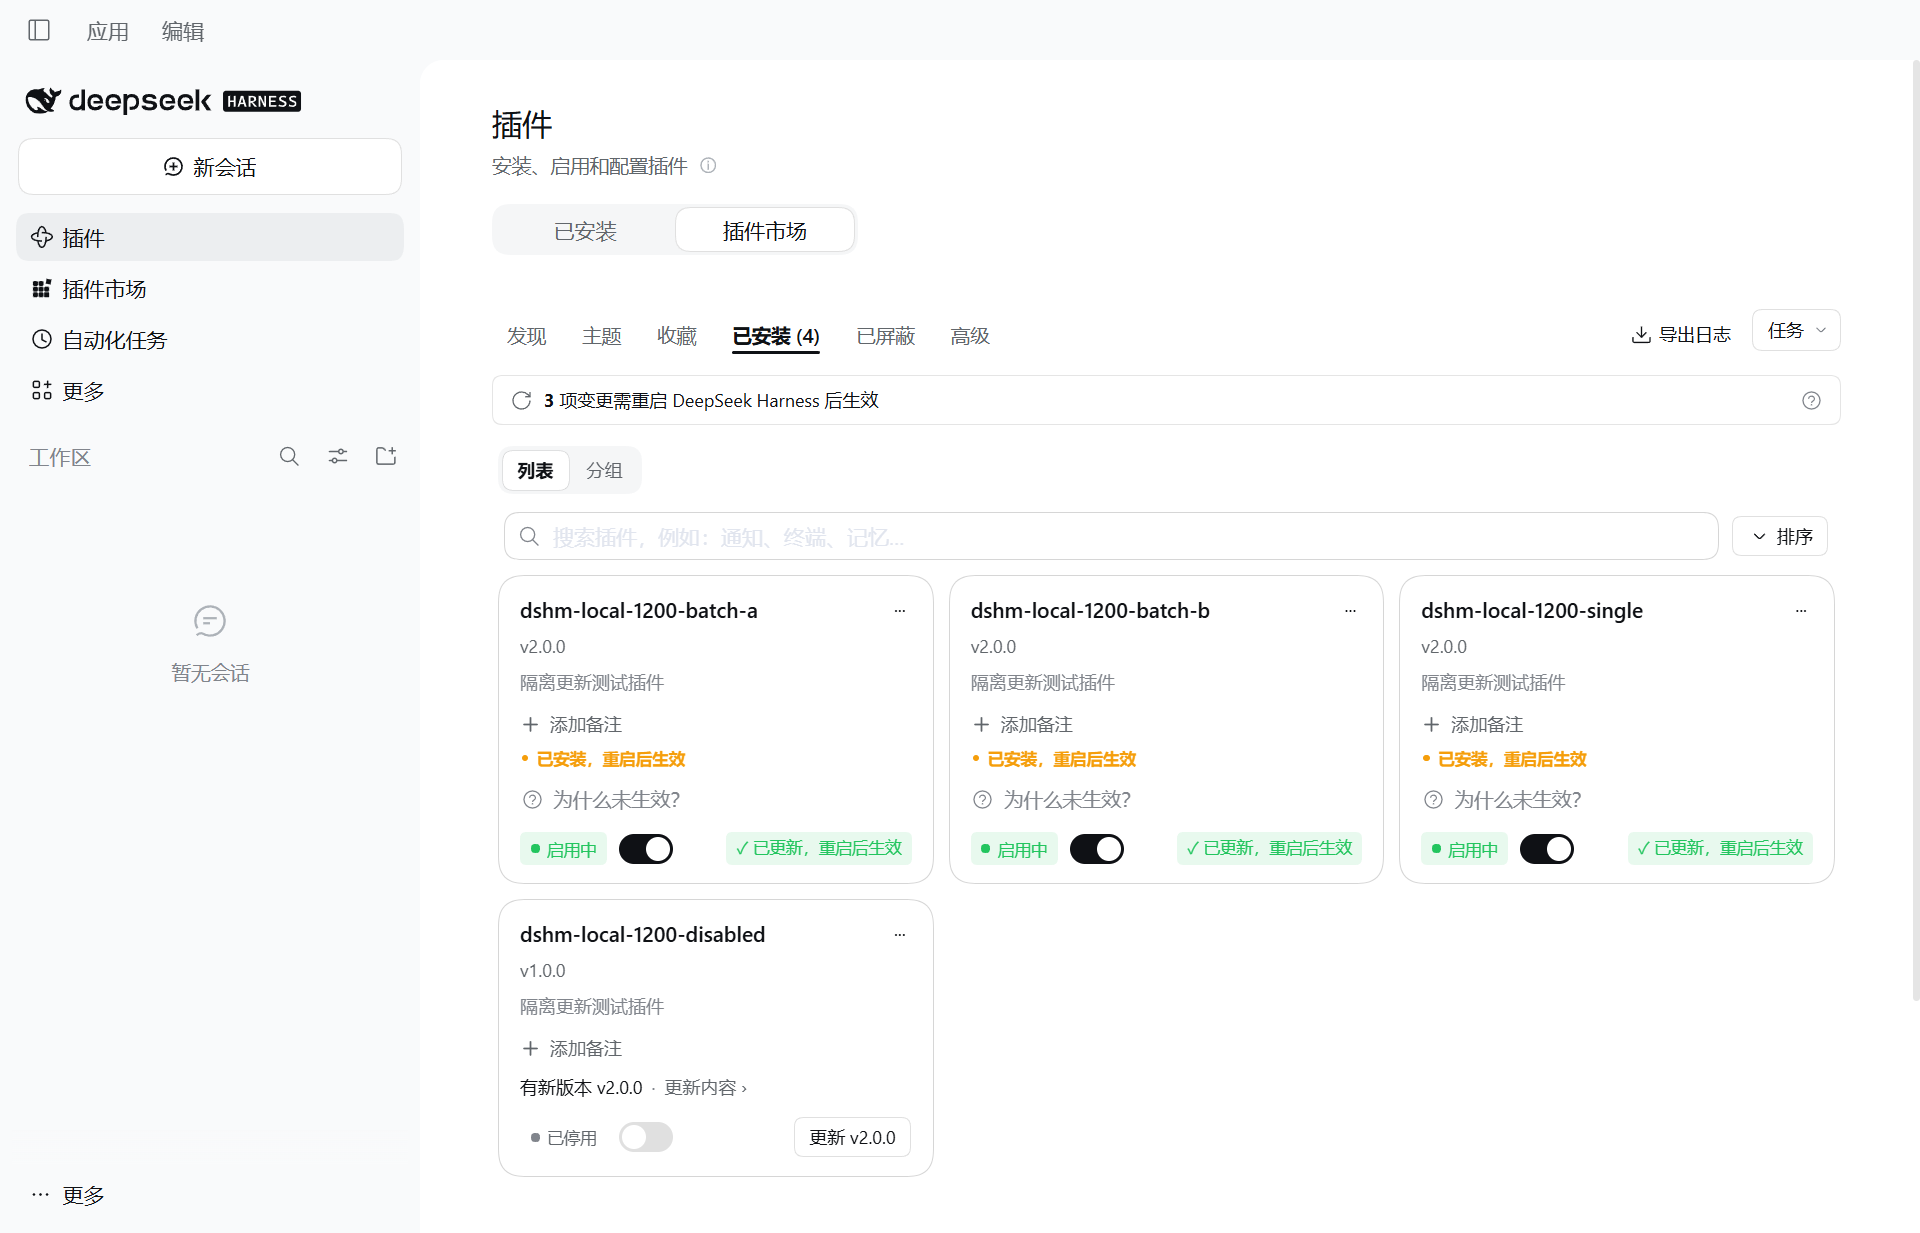 应用 编辑
deepseek HARNESS
新会话
插件
插件市场
自动化任务
更多
工作区
暂无会话
更多
插件
安装、启用和配置插件
已安装 插件市场
发现 主题 收藏 已安装 (4) 已屏蔽 高级
导出日志 任务
3 项变更需重启 DeepSeek Harness 后生效
列表 分组
搜索插件，例如：通知、终端、记忆...
排序
dshm-local-1200-batch-a
v2.0.0
隔离更新测试插件
添加备注
已安装，重启后生效
为什么未生效?
启用中 ✓已更新，重启后生效
dshm-local-1200-batch-b
v2.0.0
隔离更新测试插件
添加备注
已安装，重启后生效
为什么未生效?
启用中 ✓已更新，重启后生效
dshm-local-1200-single
v2.0.0
隔离更新测试插件
添加备注
已安装，重启后生效
为什么未生效?
启用中 ✓已更新，重启后生效
dshm-local-1200-disabled
v1.0.0
隔离更新测试插件
添加备注
有新版本 v2.0.0 · 更新内容 ›
已停用 更新 v2.0.0